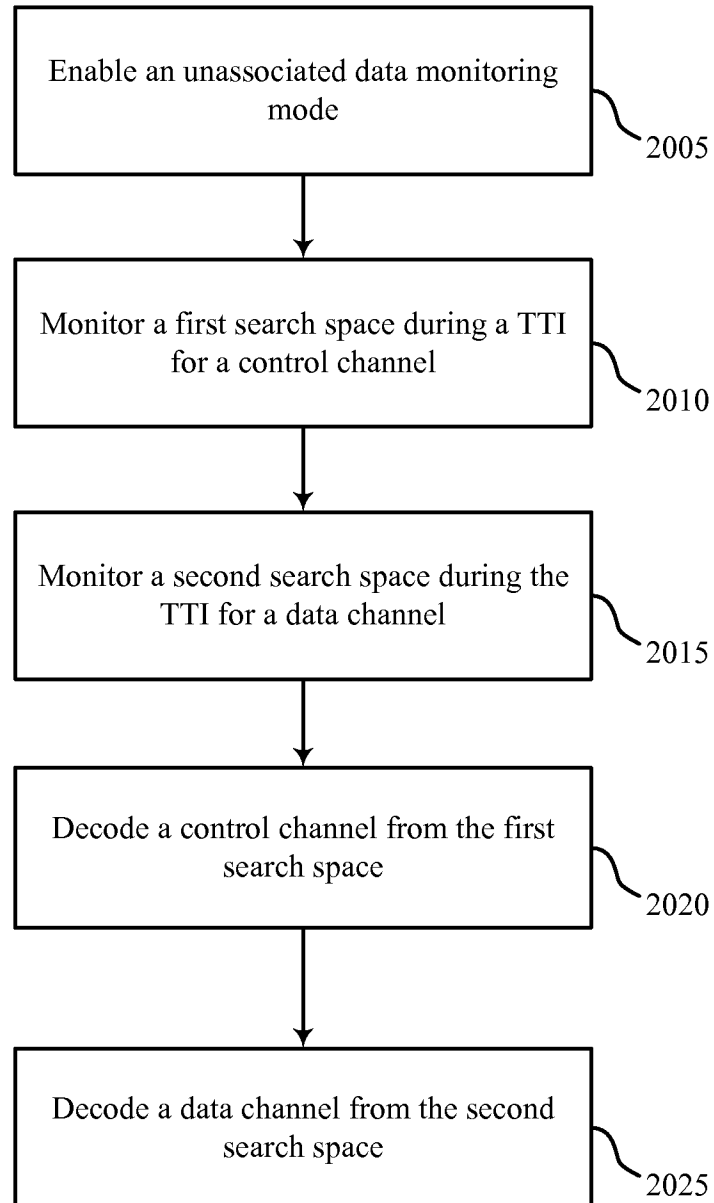 Enable an unassociated data monitoring
mode
2005
Monitor a first search space during a TTI
for a control channel
2010
Monitor a second search space during the
TTI for a data channel
2015
Decode a control channel from the first
search space
2020
Decode a data channel from the second
search space
2025